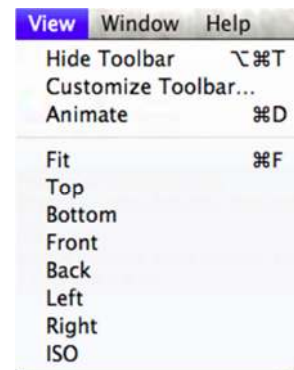 View Window Help
Hide Toolbar ⌥⌘T
Customize Toolbar...
Animate ⌘D
Fit ⌘F
Top
Bottom
Front
Back
Left
Right
ISO